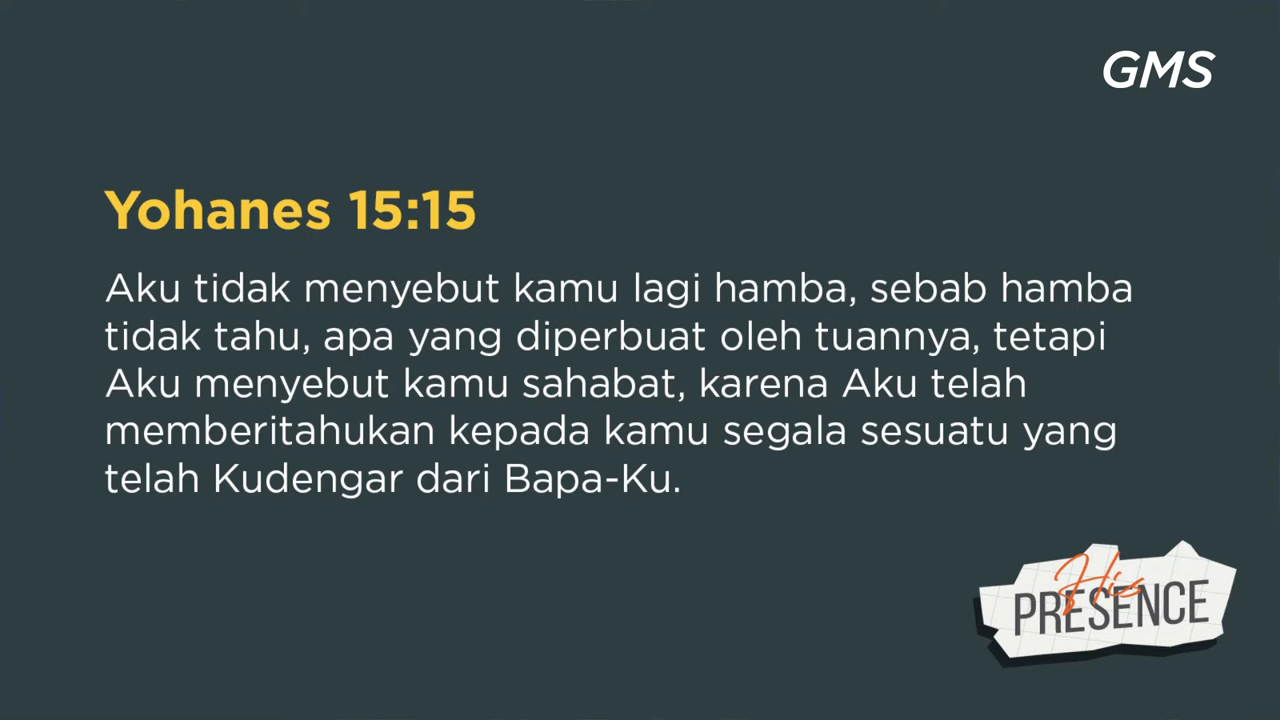 GMS
Yohanes 15:15
Aku tidak menyebut kamu lagi hamba, sebab hamba
tidak tahu, apa yang diperbuat oleh tuannya, tetapi
Aku menyebut kamu sahabat, karena Aku telah
memberitahukan kepada kamu segala sesuatu yang
telah Kudengar dari Bapa-Ku.
His
PRESENCE